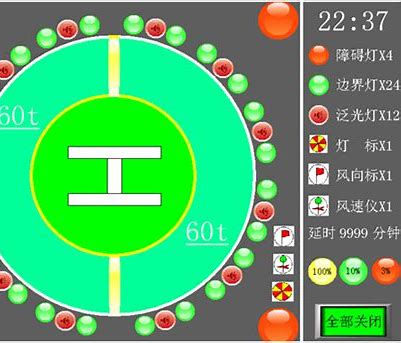 22:37
障碍灯X4
边界灯X24
泛光灯X12
灯 标X1
风向标X1
风速仪X1
延时 9999 分钟
100% 10% 3%
全部关闭
60t
60t